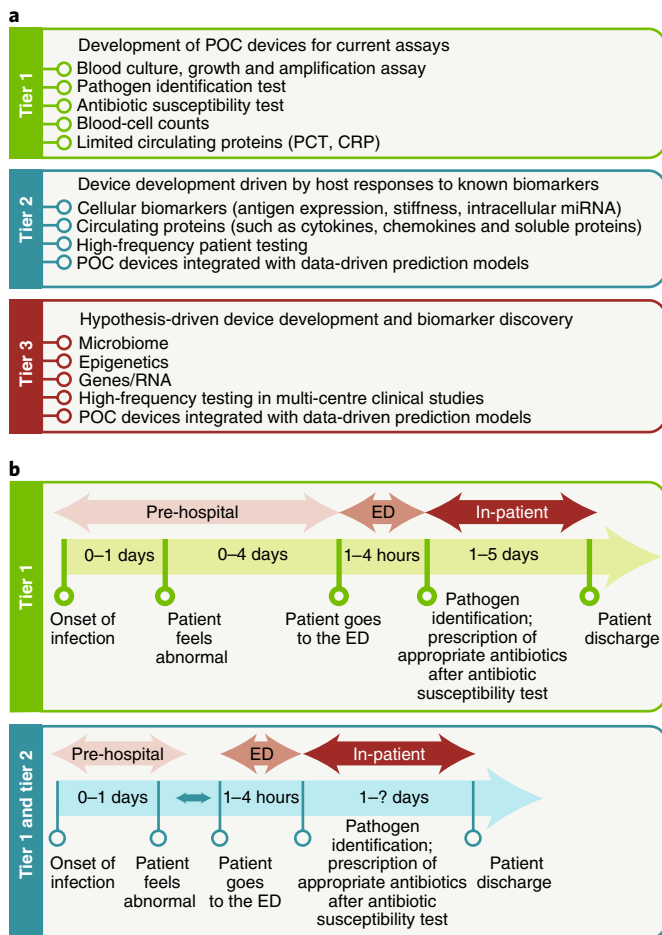 a
Tier 1
Development of POC devices for current assays
Blood culture, growth and amplification assay
Pathogen identification test
Antibiotic susceptibility test
Blood-cell counts
Limited circulating proteins (PCT, CRP)
Tier 2
Device development driven by host responses to known biomarkers
Cellular biomarkers (antigen expression, stiffness, intracellular miRNA)
Circulating proteins (such as cytokines, chemokines and soluble proteins)
High-frequency patient testing
POC devices integrated with data-driven prediction models
Tier 3
Hypothesis-driven device development and biomarker discovery
Microbiome
Epigenetics
Genes/RNA
High-frequency testing in multi-centre clinical studies
POC devices integrated with data-driven prediction models
b
Tier 1
Pre-hospital
ED
In-patient
0–1 days
0–4 days
1–4 hours
1–5 days
Onset of
infection
Patient
feels
abnormal
Patient goes
to the ED
Pathogen
identification;
prescription of
appropriate antibiotics
after antibiotic
susceptibility test
Patient
discharge
Tier 1 and tier 2
Pre-hospital
ED
In-patient
0–1 days
1–4 hours
1–? days
Onset of
infection
Patient
feels
abnormal
Patient
goes
to the ED
Pathogen
identification;
prescription of
appropriate antibiotics
after antibiotic
susceptibility test
Patient
discharge